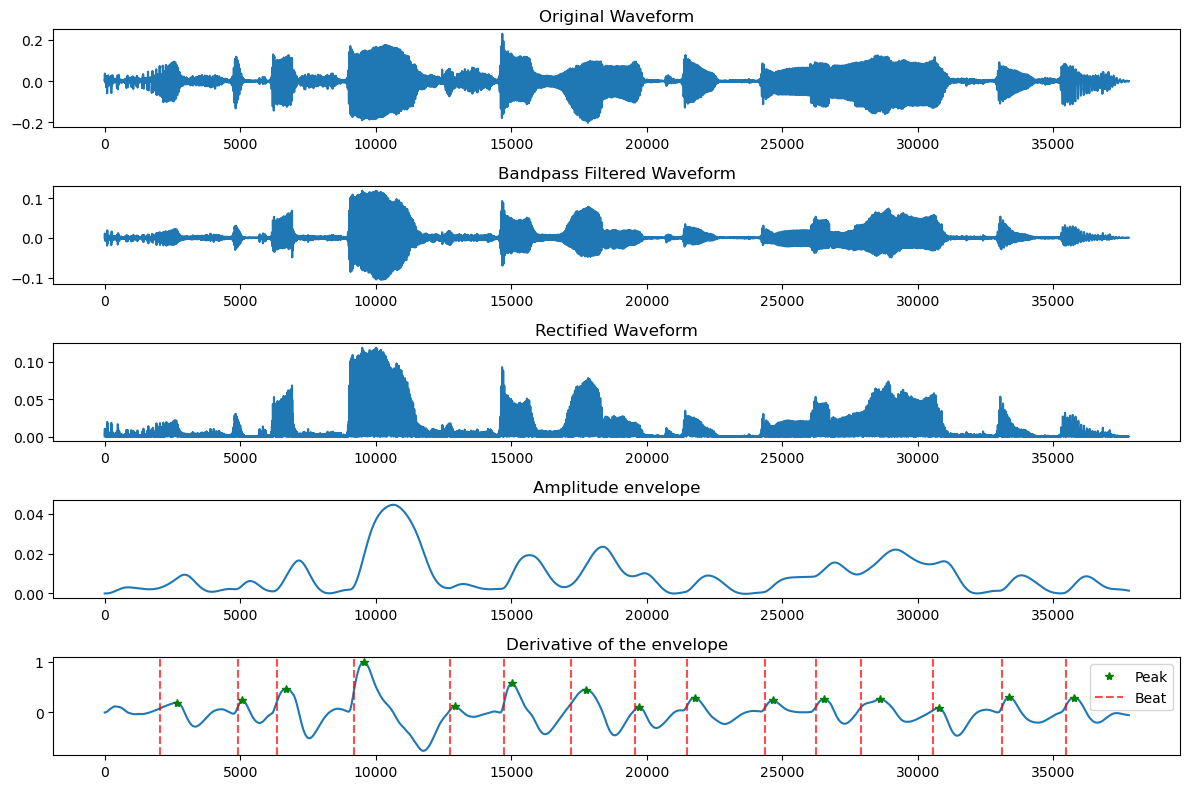 Original Waveform
0.2
0.0
−0.2
0 5000 10000 15000 20000 25000 30000 35000
Bandpass Filtered Waveform
0.1
0.0
−0.1
0 5000 10000 15000 20000 25000 30000 35000
Rectified Waveform
0.10
0.05
0.00
0 5000 10000 15000 20000 25000 30000 35000
Amplitude envelope
0.04
0.02
0.00
0 5000 10000 15000 20000 25000 30000 35000
Derivative of the envelope
1
0
Peak
Beat
0 5000 10000 15000 20000 25000 30000 35000